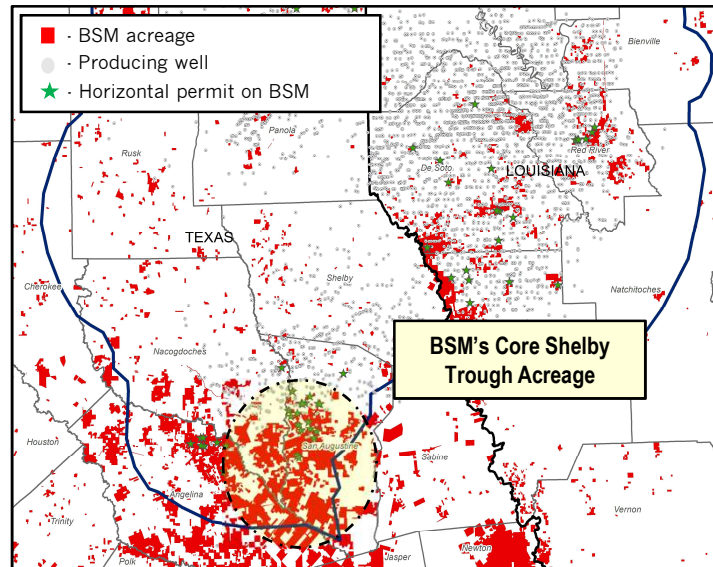 - BSM acreage
- Producing well
- Horizontal permit on BSM
Bienville
Panola
Rusk
Red River
De Soto
LOUISIANA
TEXAS
Shelby
Cherokee
Natchitoches
BSM's Core Shelby
Trough Acreage
Nacogdoches
Houston
San Augustine
Sabine
Angelina
Vernon
Trinity
Newton
Jasper
Polk